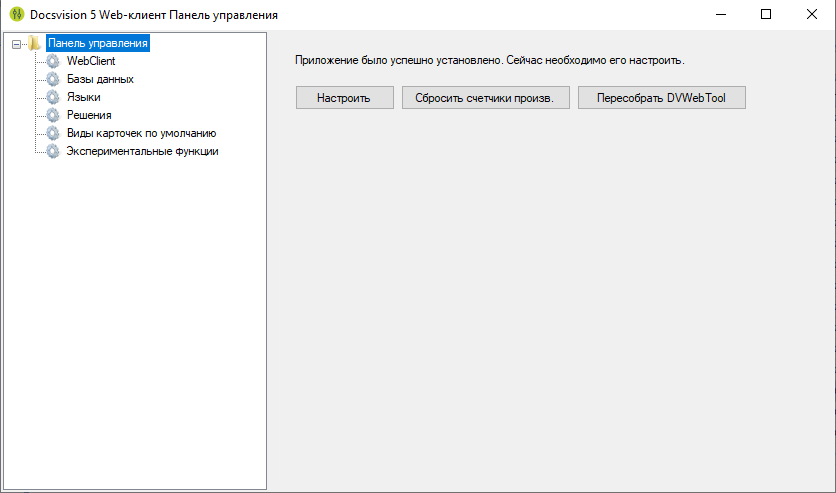 Docsvision 5 Web-клиент Панель управления
Панель управления
WebClient
Базы данных
Языки
Решения
Виды карточек по умолчанию
Экспериментальные функции
Приложение было успешно установлено. Сейчас необходимо его настроить.
Настроить
Сбросить счетчики произв.
Пересобрать DVWebTool